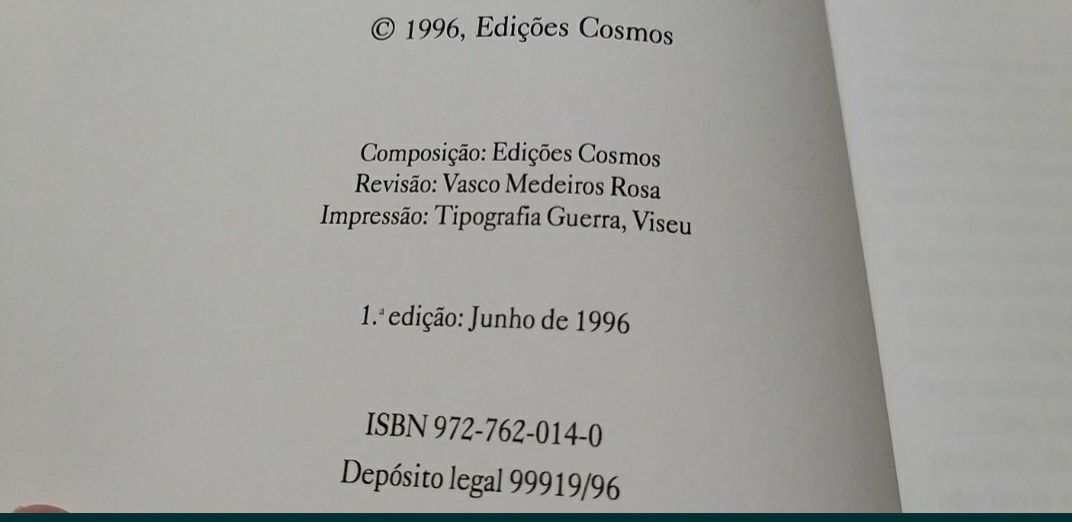 © 1996, Edições Cosmos
Composição: Edições Cosmos
Revisão: Vasco Medeiros Rosa
Impressão: Tipografia Guerra, Viseu
1.ª edição: Junho de 1996
ISBN 972-762-014-0
Depósito legal 99919/96